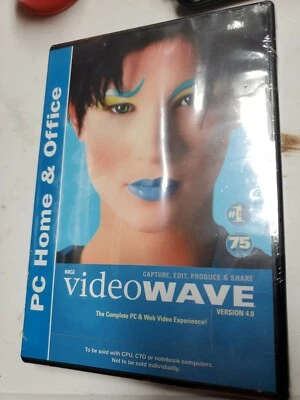 PC Home & Office
MGI
#1
75
CAPTURE, EDIT, PRODUCE & SHARE
MGI
videoWAVE
VERSION 4.0
The Complete PC & Web Video Experience!
To be sold with CPU, CTO or notebook computers.
Not to be sold individually.